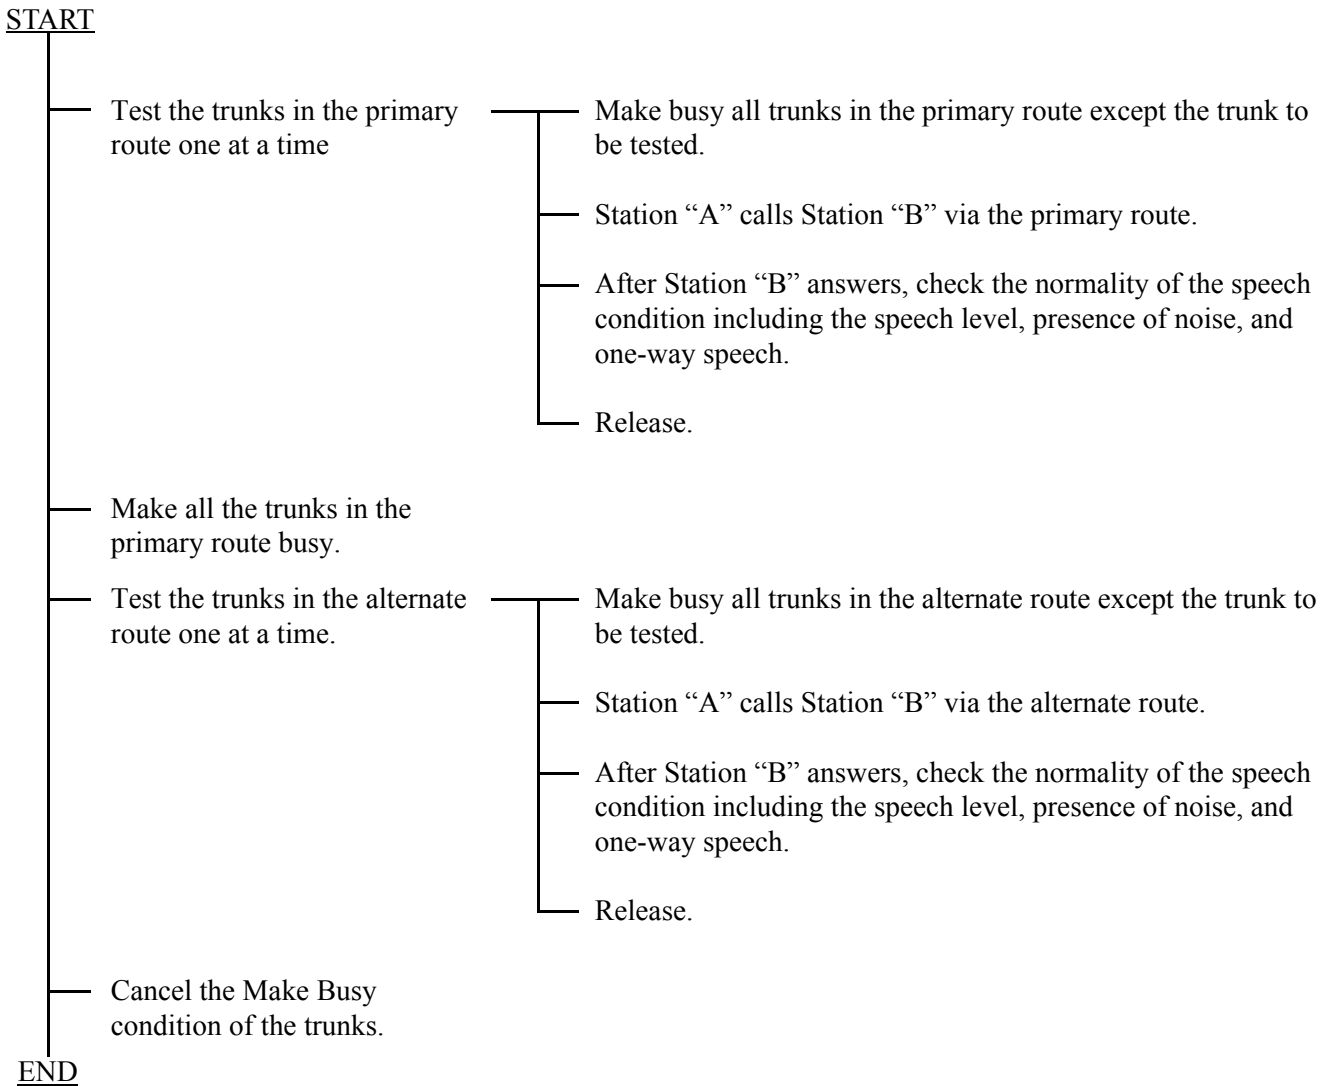 START
Test the trunks in the primary
route one at a time
Make busy all trunks in the primary route except the trunk to
be tested.
Station “A” calls Station “B” via the primary route.
After Station “B” answers, check the normality of the speech
condition including the speech level, presence of noise, and
one-way speech.
Release.
Make all the trunks in the
primary route busy.
Test the trunks in the alternate
route one at a time.
Make busy all trunks in the alternate route except the trunk to
be tested.
Station “A” calls Station “B” via the alternate route.
After Station “B” answers, check the normality of the speech
condition including the speech level, presence of noise, and
one-way speech.
Release.
Cancel the Make Busy
condition of the trunks.
END